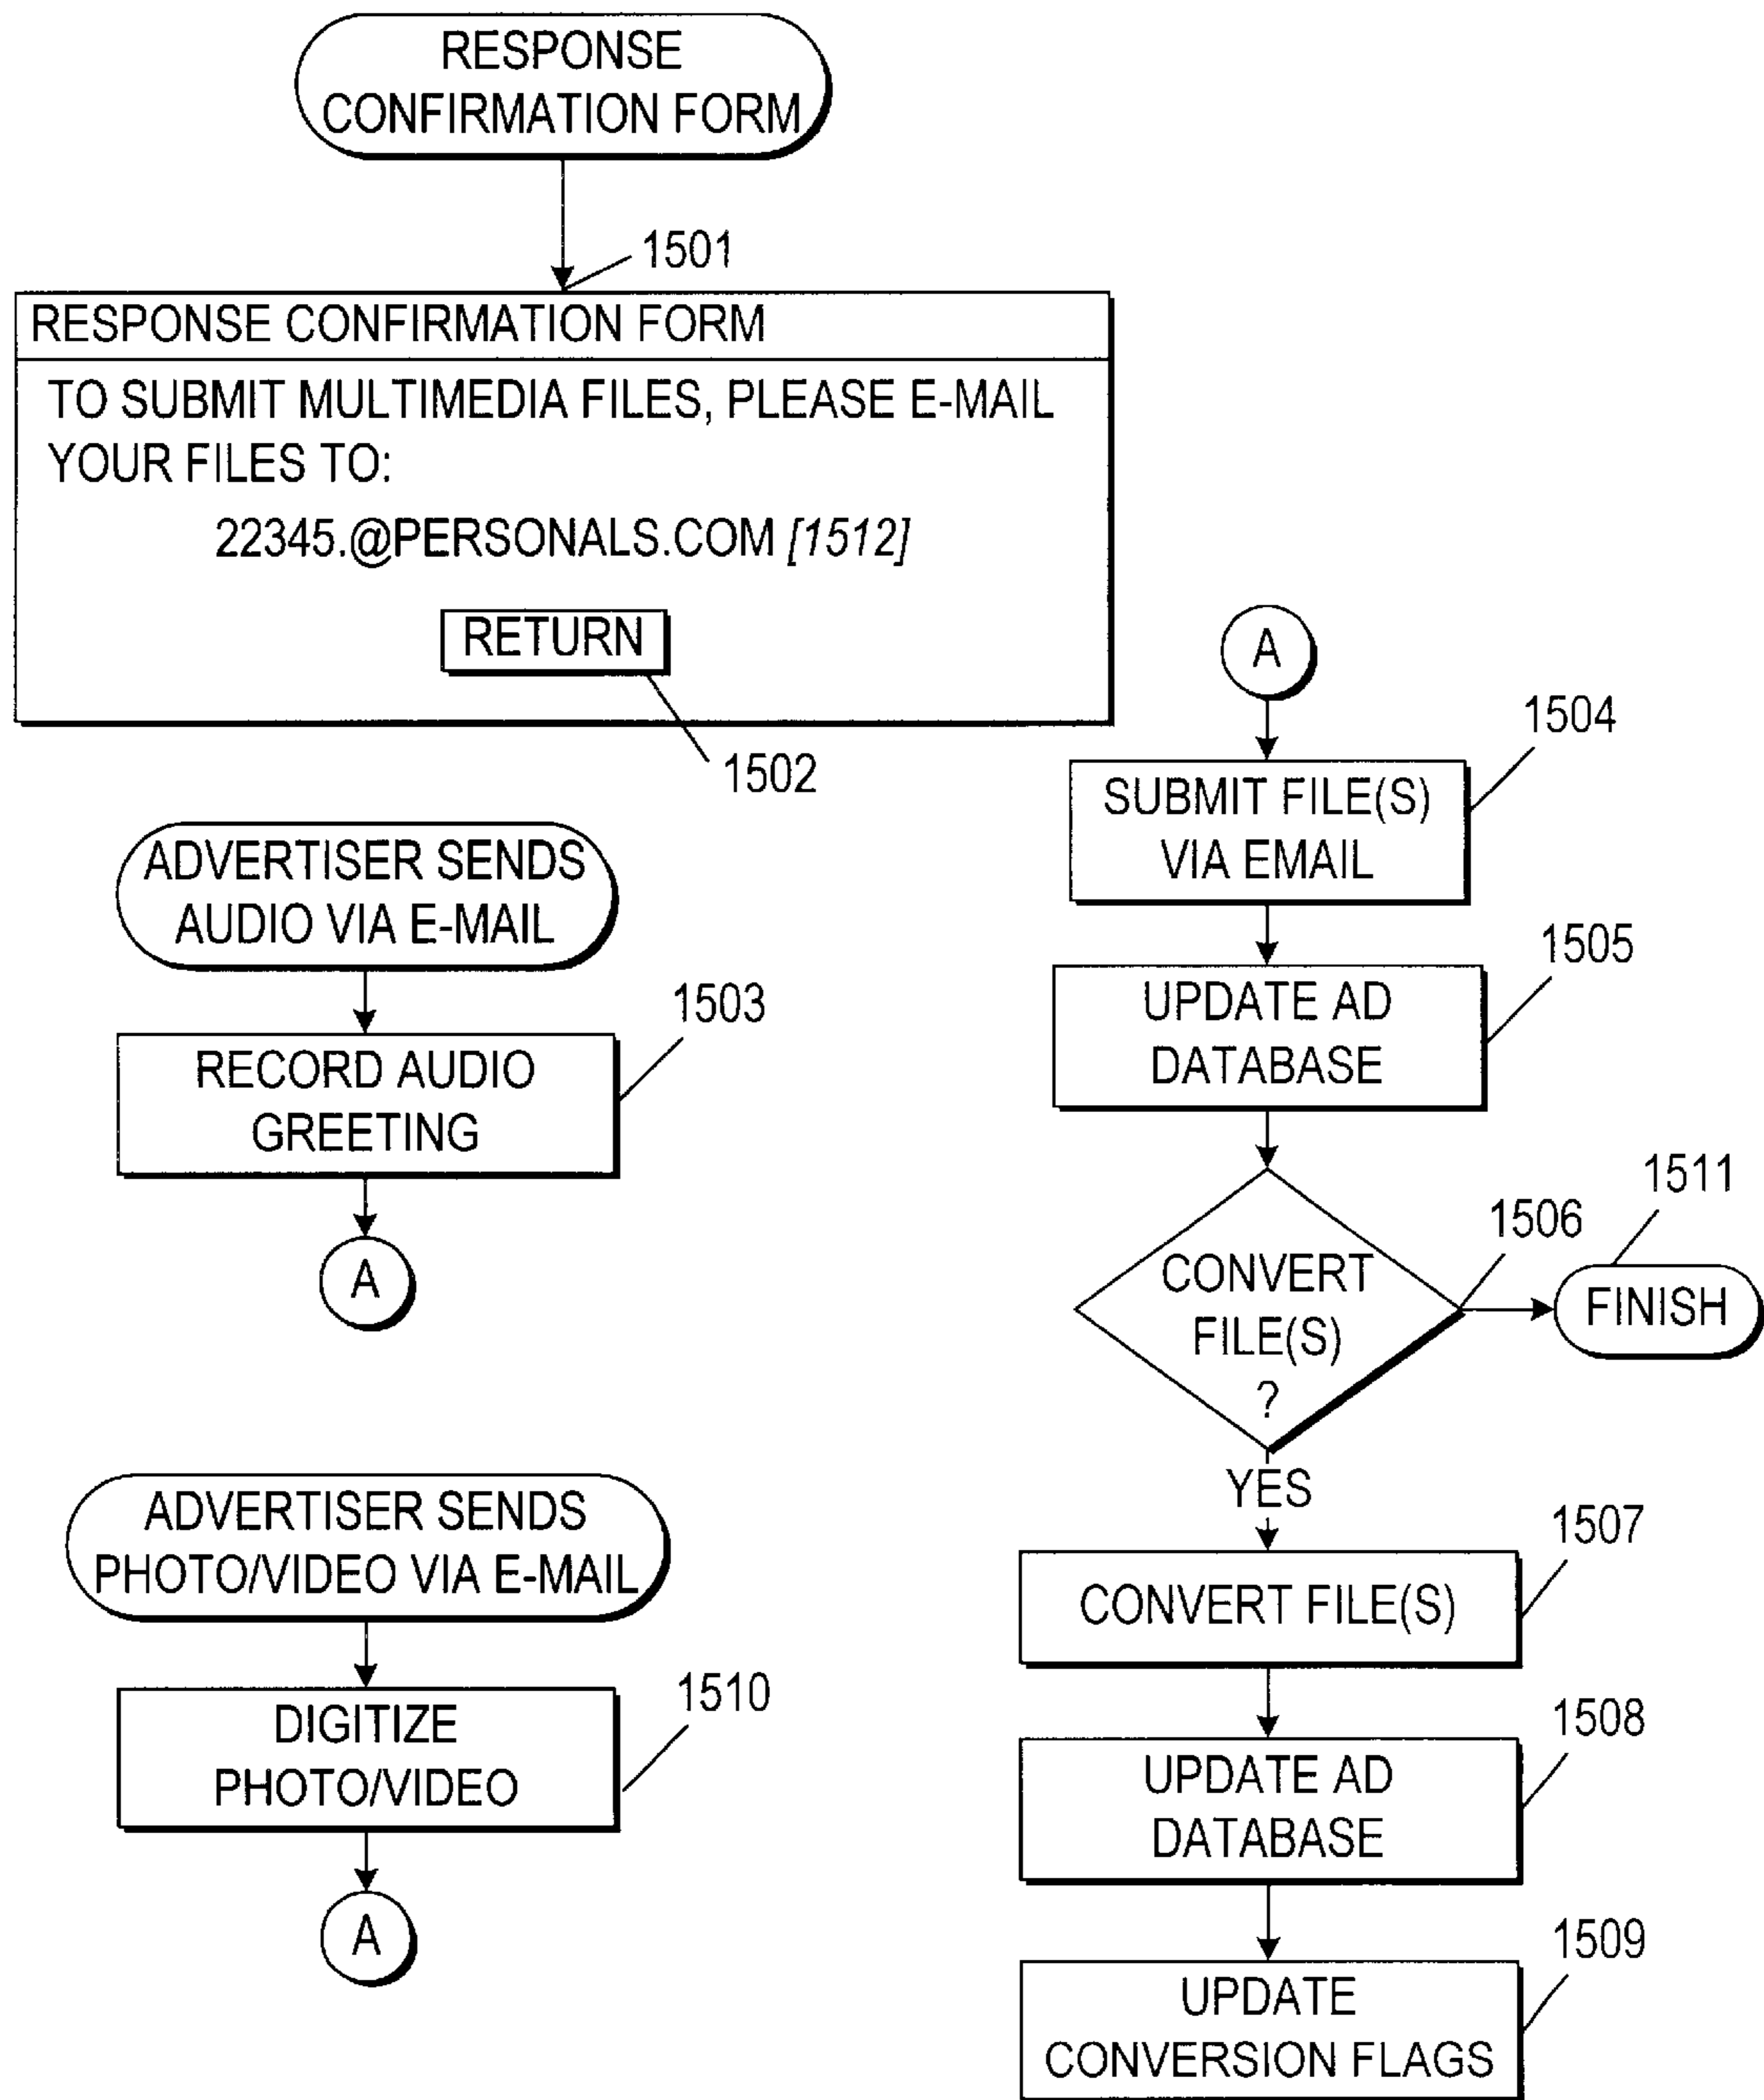 RESPONSE
CONFIRMATION FORM
1501
RESPONSE CONFIRMATION FORM
TO SUBMIT MULTIMEDIA FILES, PLEASE E-MAIL
YOUR FILES TO:
22345.@PERSONALS.COM [1512]
RETURN
1502
ADVERTISER SENDS
AUDIO VIA E-MAIL
1503
RECORD AUDIO
GREETING
A
ADVERTISER SENDS
PHOTO/VIDEO VIA E-MAIL
1510
DIGITIZE
PHOTO/VIDEO
A
A
1504
SUBMIT FILE(S)
VIA EMAIL
1505
UPDATE AD
DATABASE
1506
CONVERT
FILE(S)
?
1511
FINISH
YES
1507
CONVERT FILE(S)
1508
UPDATE AD
DATABASE
1509
UPDATE
CONVERSION FLAGS